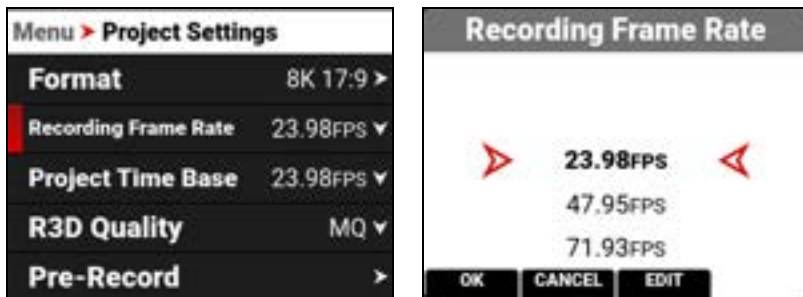 Menu > Project Settings
Format 8K 17:9 >
Recording Frame Rate 23.98FPS
Project Time Base 23.98FPS
R3D Quality MQ
Pre-Record >
Recording Frame Rate
23.98FPS
47.95FPS
71.93FPS
OK CANCEL EDIT